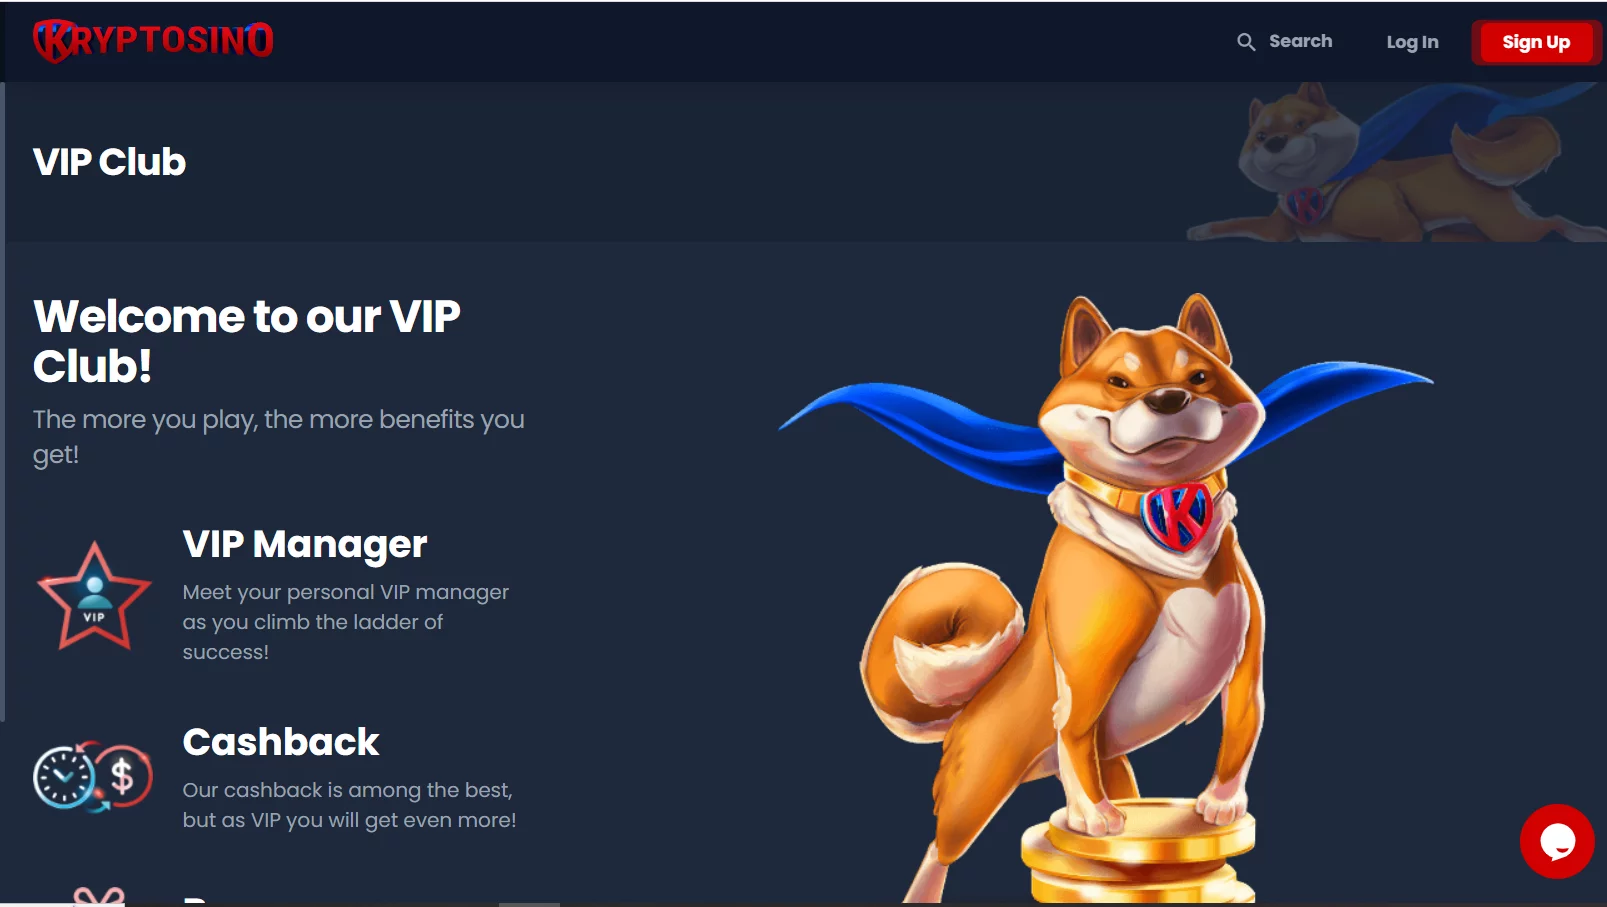 KRYPTOSINO
Search
Log In
Sign Up
VIP Club
Welcome to our VIP
Club!
The more you play, the more benefits you
get!
VIP Manager
Meet your personal VIP manager
as you climb the ladder of
success!
VIP
Cashback
Our cashback is among the best,
but as VIP you will get even more!
$
K
K